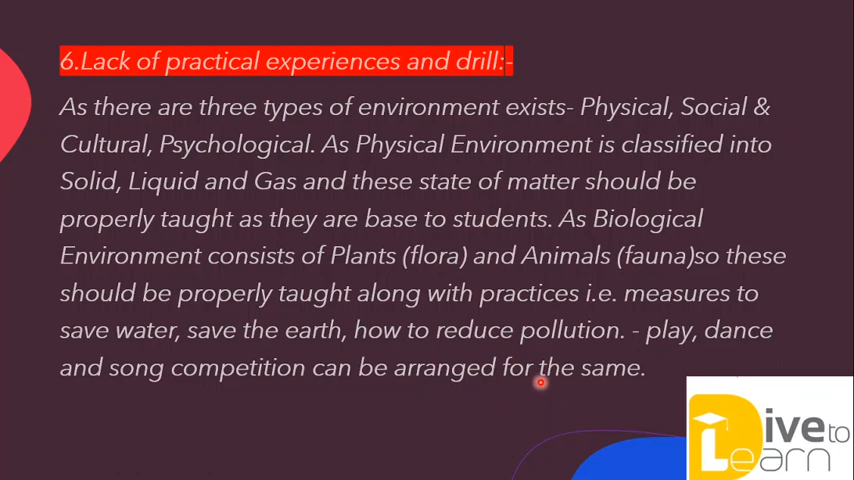 6.Lack of practical experiences and drill:-
As there are three types of environment exists- Physical, Social &
Cultural, Psychological. As Physical Environment is classified into
Solid, Liquid and Gas and these state of matter should be
properly taught as they are base to students. As Biological
Environment consists of Plants (flora) and Animals (fauna)so these
should be properly taught along with practices i.e. measures to
save water, save the earth, how to reduce pollution. - play, dance
and song competition can be arranged for the same.
Dive to
Learn